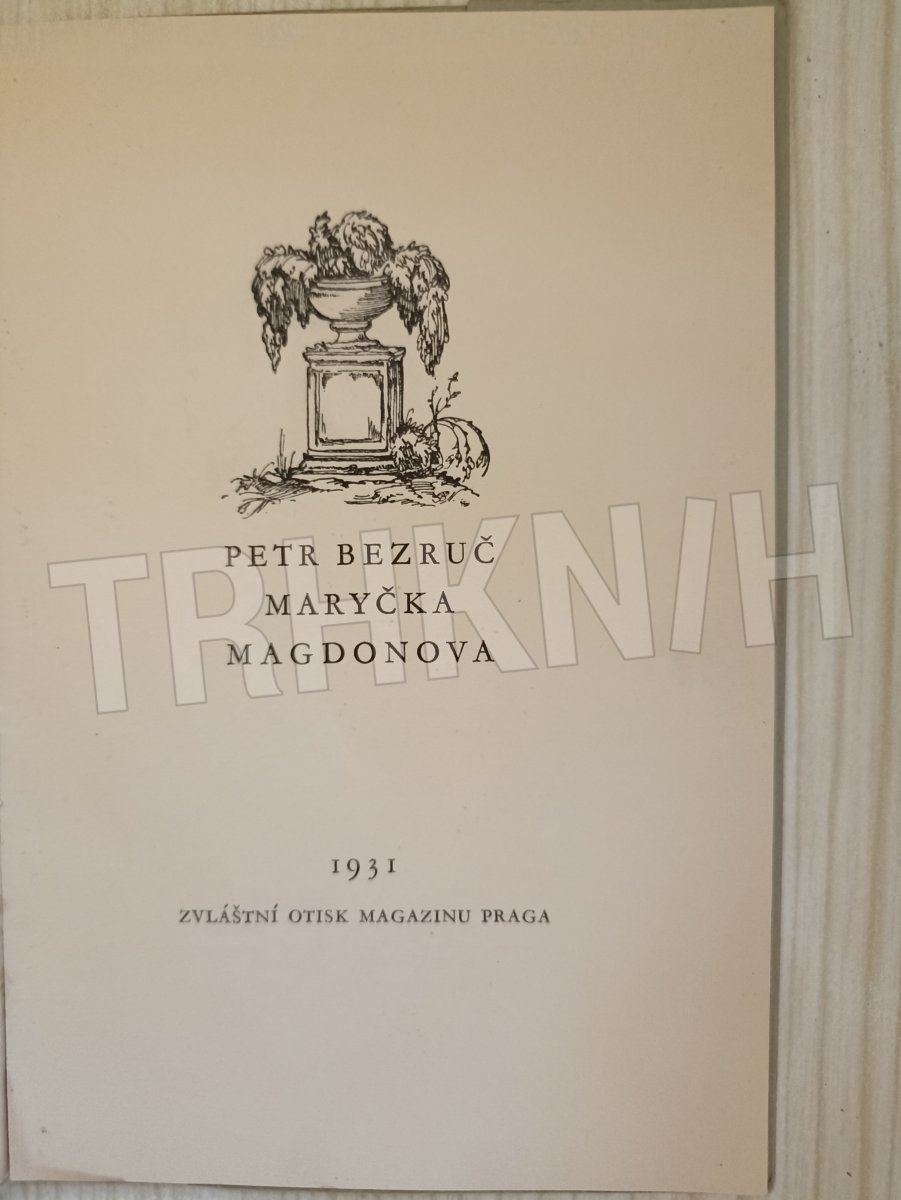 PETR BEZRUČ
MARYČKA
MAGDONOVA
TRHKNIH
1931
ZVLÁŠTNÍ OTISK MAGAZINU PRAGA